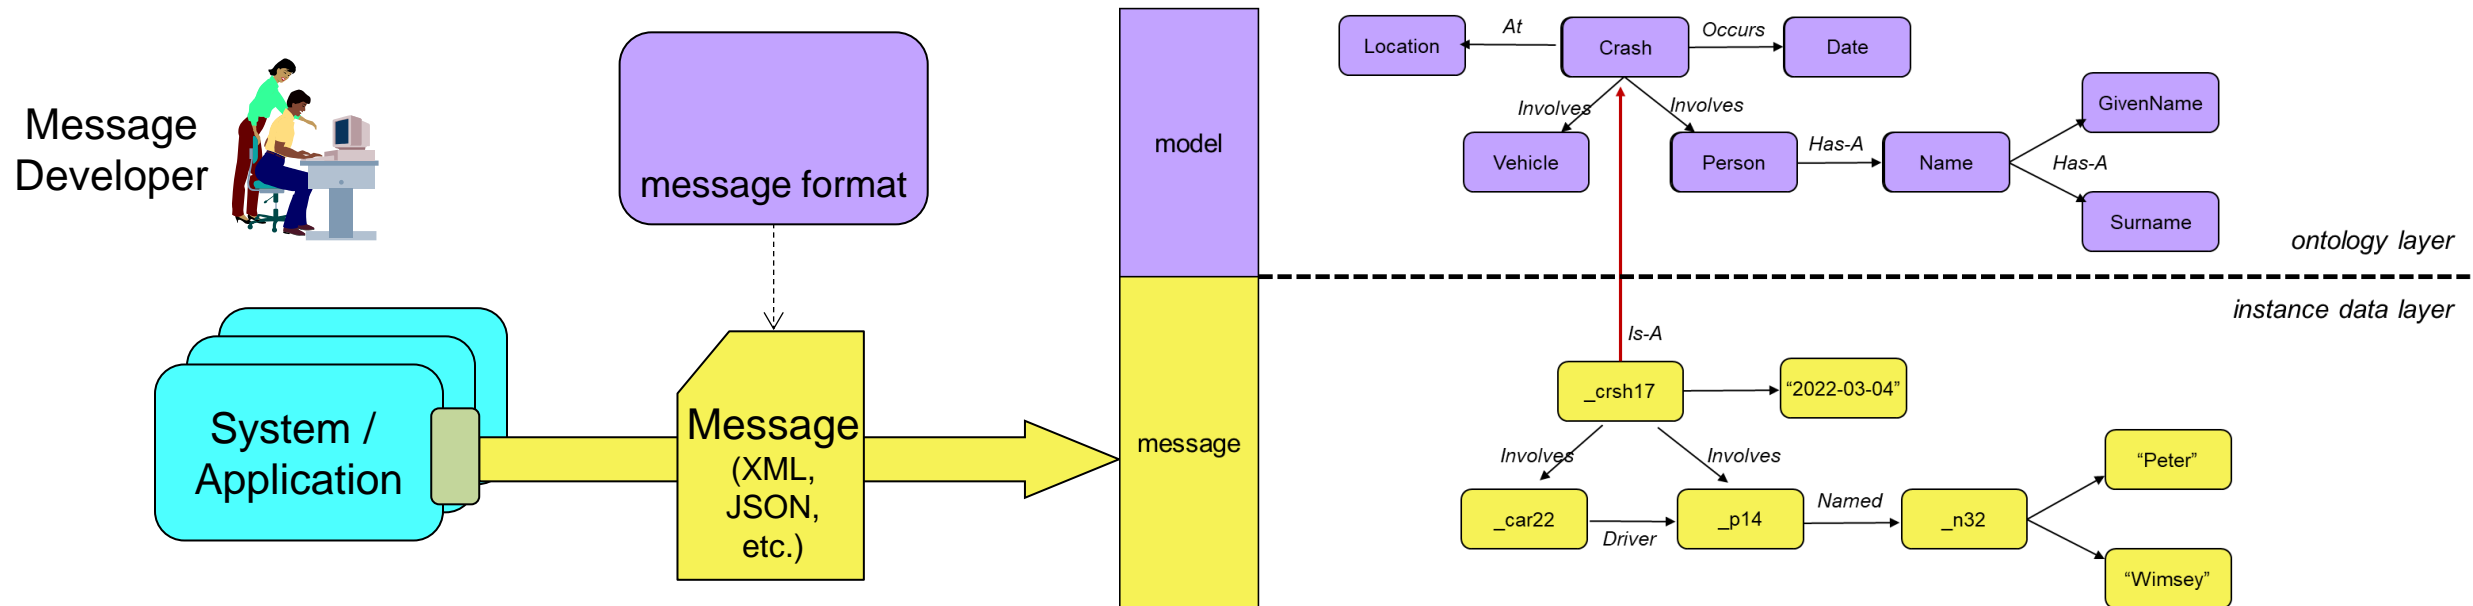 Message
Developer
message format
System /
Application
Message
(XML,
JSON,
etc.)
model
message
Location
At
Crash
Occurs
Date
Involves
Involves
Vehicle
Person
Has-A
Name
GivenName
Has-A
Surname
ontology layer
instance data layer
Is-A
_crsh17
“2022-03-04”
Involves
Involves
_car22
Driver
_p14
Named
_n32
“Peter”
“Wimsey”